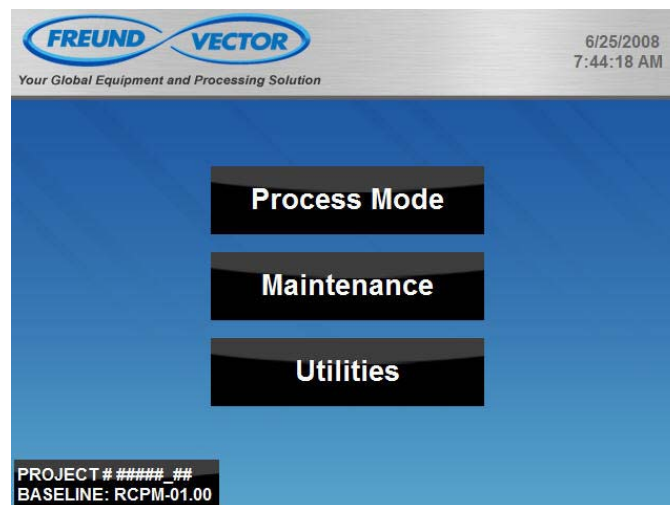 FREUND VECTOR
Your Global Equipment and Processing Solution
6/25/2008
7:44:18 AM
Process Mode
Maintenance
Utilities
PROJECT # #####_##
BASELINE: RCPM-01.00